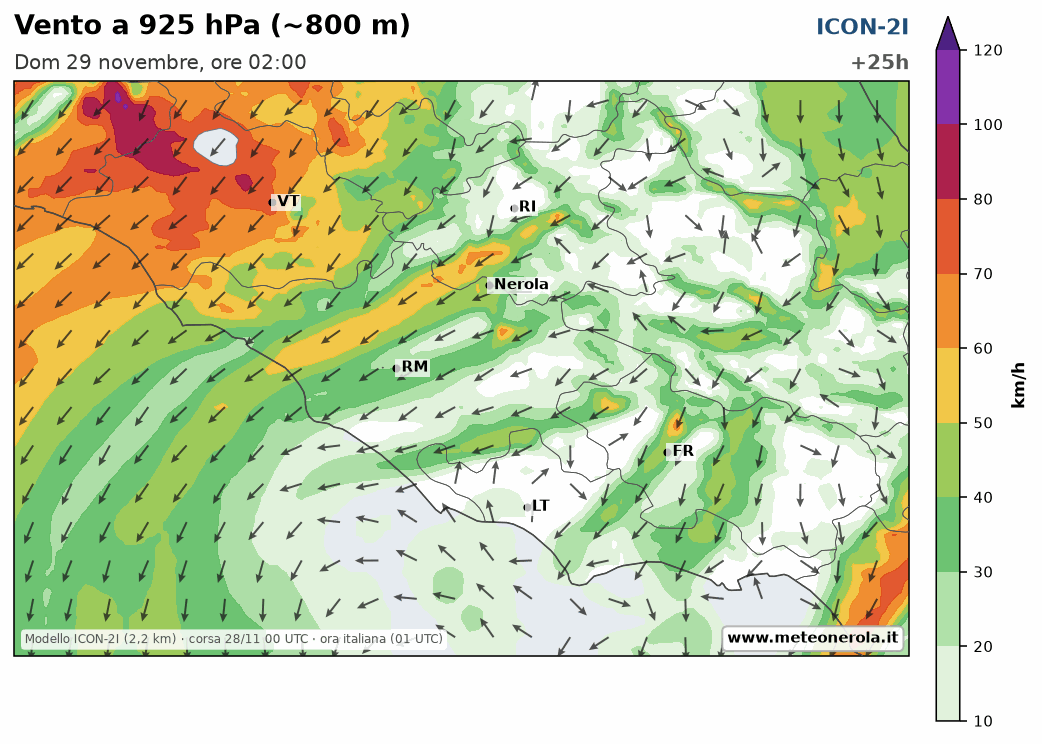 Vento a 925 hPa (~800 m)
ICON-2I
Dom 29 novembre, ore 02:00
+25h
120
100
80
70
60
50
40
30
20
10
km/h
VT
RI
Nerola
RM
FR
LT
Modello ICON-2I (2,2 km) · corsa 28/11 00 UTC · ora italiana (01 UTC)
www.meteonerola.it